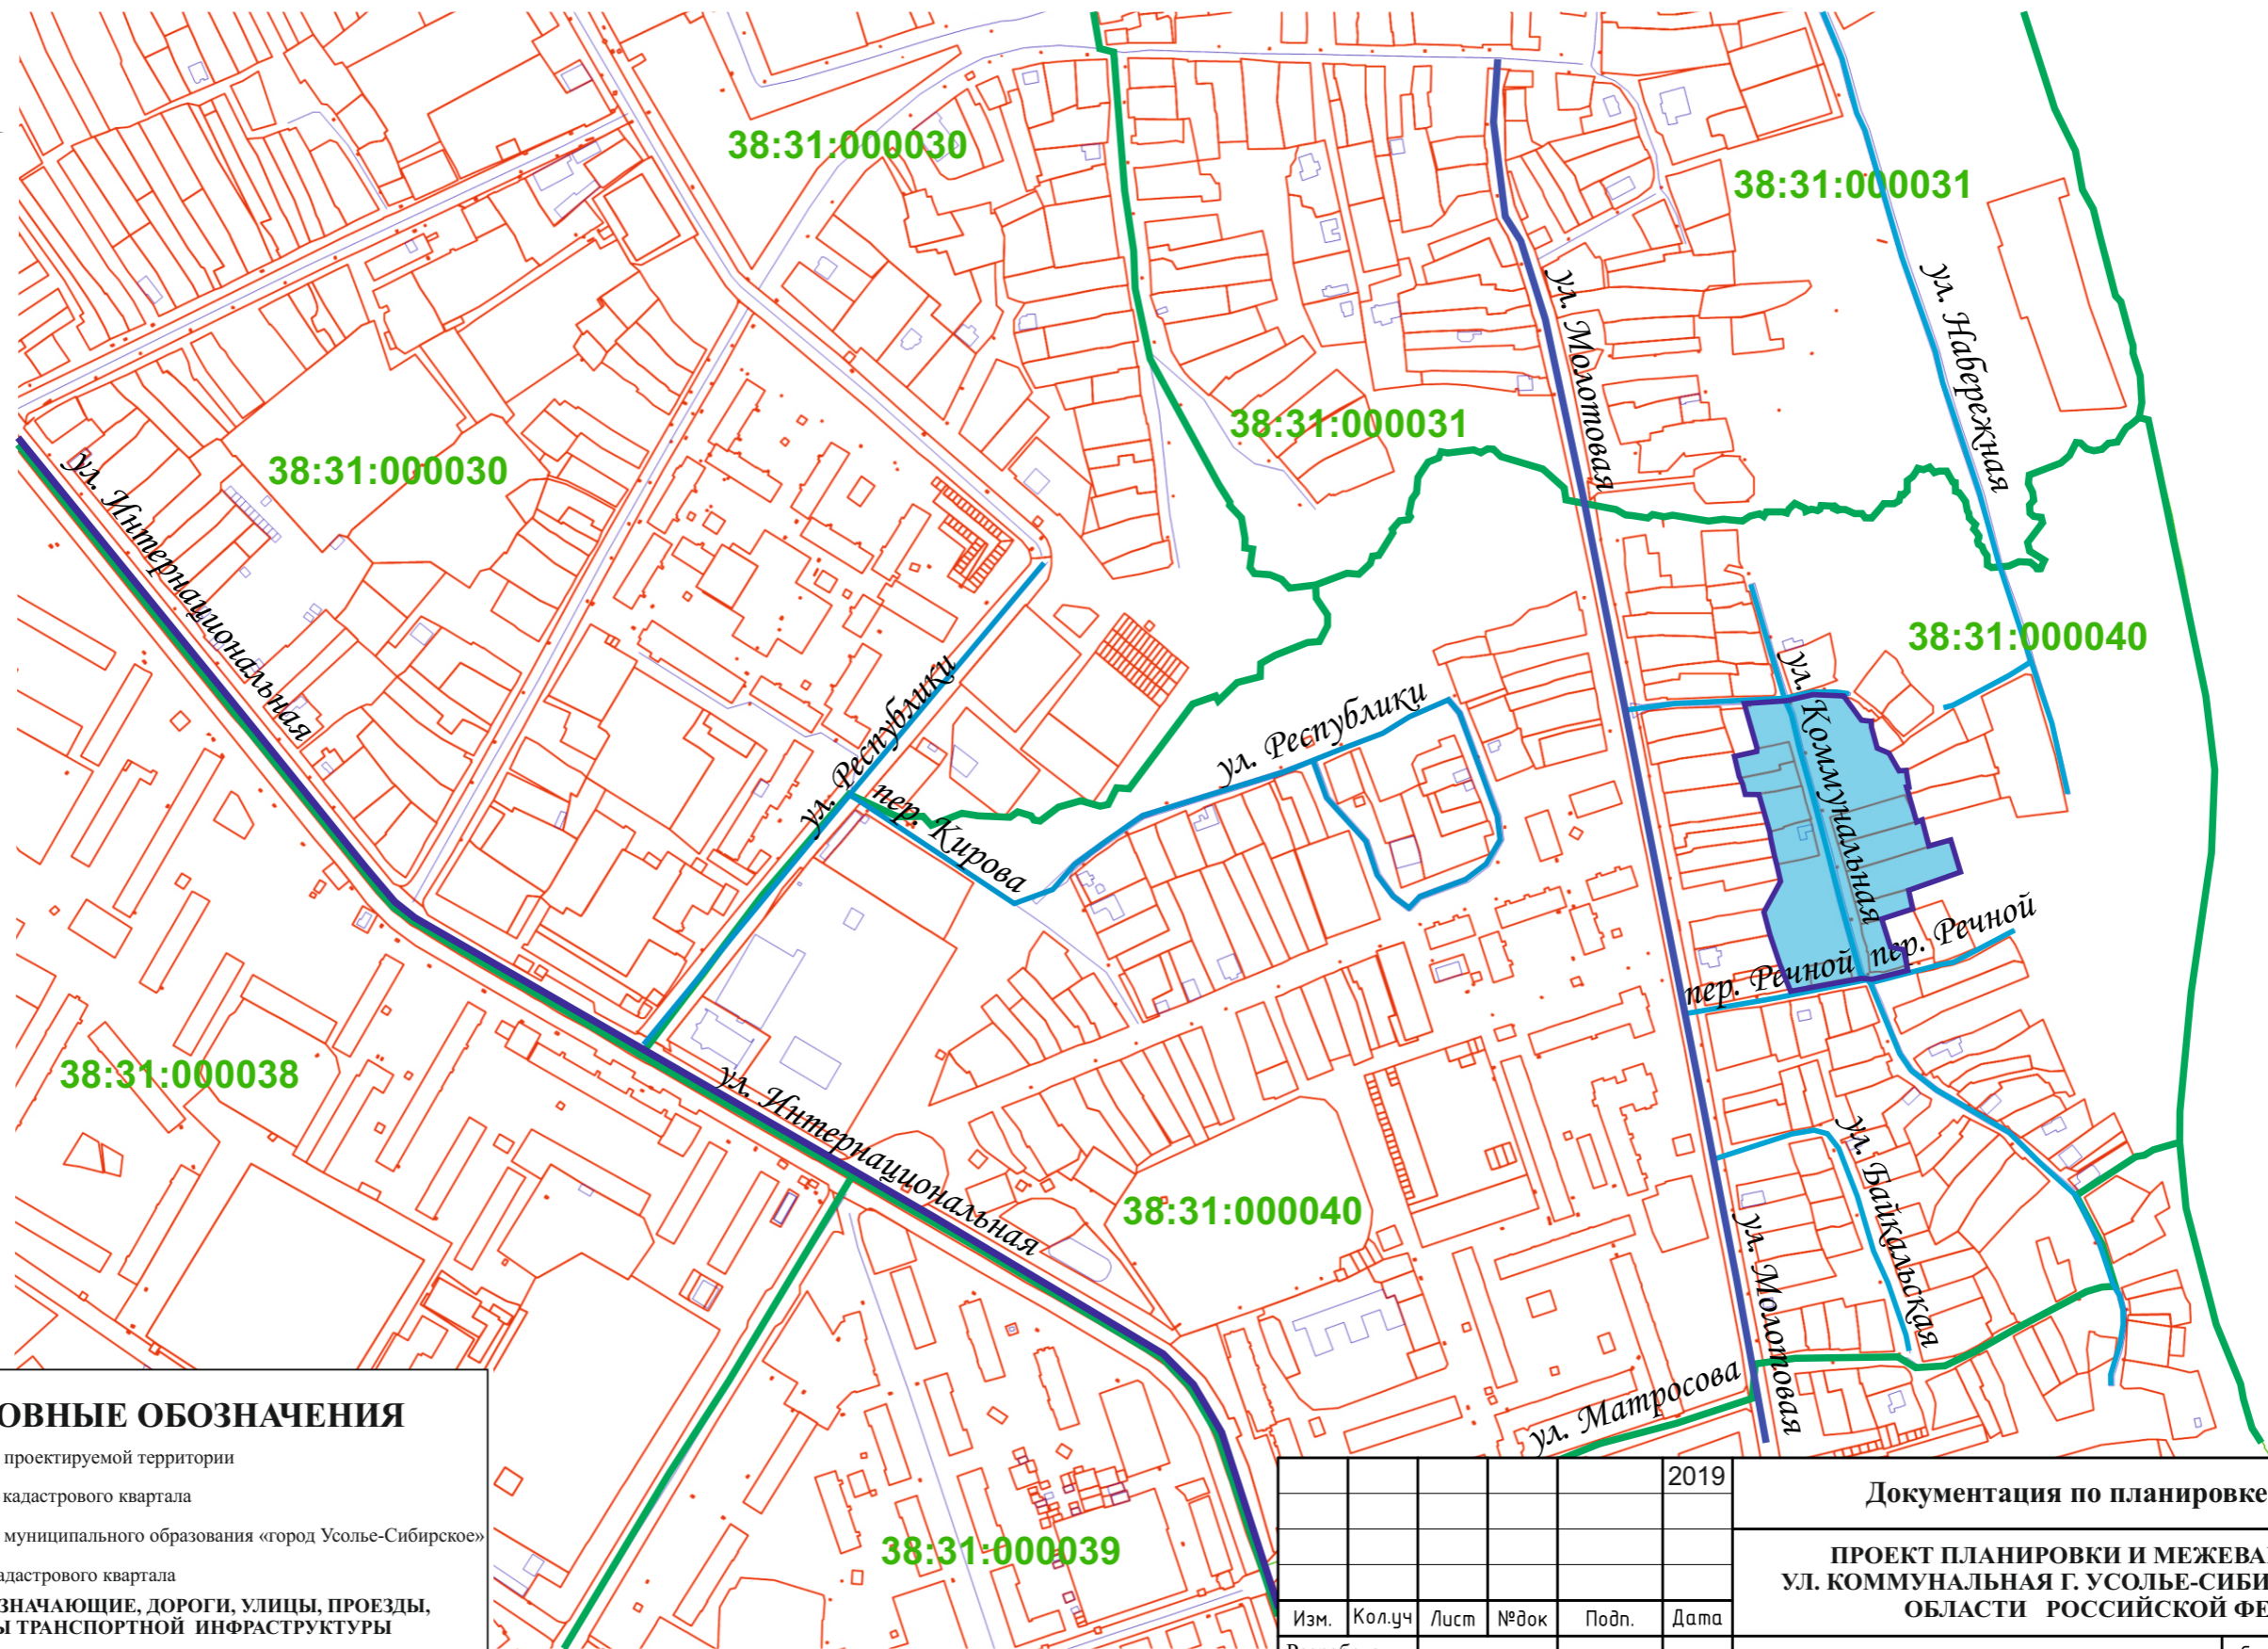 38:31:000030
38:31:000031
ул. Набережная
ул. Молотовая
38:31:000031
38:31:000030
ул. Интернациональная
38:31:000040
ул. Республики
ул. Республики
ул. Коммунальная
пер. Кирова
пер. Речной
пер. Речной
38:31:000038
ул. Интернациональная
38:31:000040
ул. Байкальская
ул. Молотовая
ул. Матросова
38:31:000039
ОВНЫЕ ОБОЗНАЧЕНИЯ
проектируемой территории
кадастрового квартала
муниципального образования «город Усолье-Сибирское»
адастрового квартала
ЗНАЧАЮЩИЕ, ДОРОГИ, УЛИЦЫ, ПРОЕЗДЫ,
Ы ТРАНСПОРТНОЙ ИНФРАСТРУКТУРЫ
2019
Документация по планировке
ПРОЕКТ ПЛАНИРОВКИ И МЕЖЕВА
УЛ. КОММУНАЛЬНАЯ Г. УСОЛЬЕ-СИБИ
ОБЛАСТИ РОССИЙСКОЙ ФЕ
Изм. Кол.уч Лист №док Подп. Дата